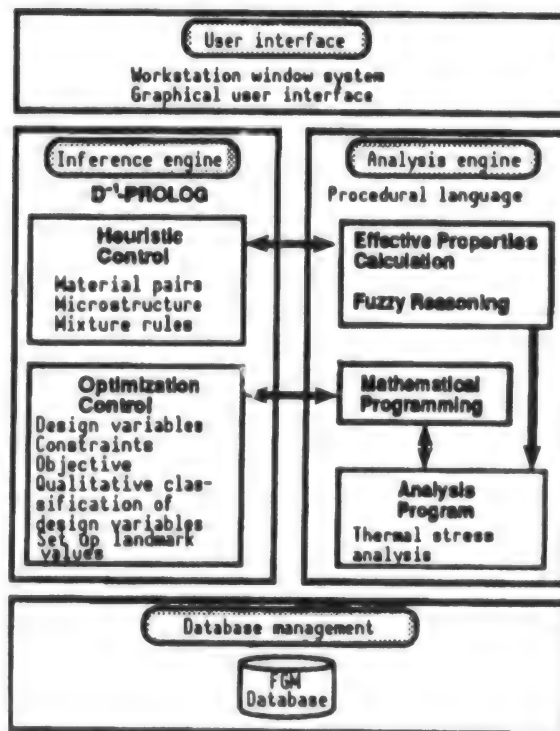 User interface
Workstation window system
Graphical user interface
Inference engine
D⁻¹-PROLOG
Heuristic
Control
Material pairs
Microstructure
Mixture rules
Optimization
Control
Design variables
Constraints
Objective
Qualitative clas-
sification of
design variables
Set Up landmark
values
Analysis engine
Procedural language
Effective Properties
Calculation
Fuzzy Reasoning
Mathematical
Programming
Analysis
Program
Thermal stress
analysis
Database management
FGM
Database